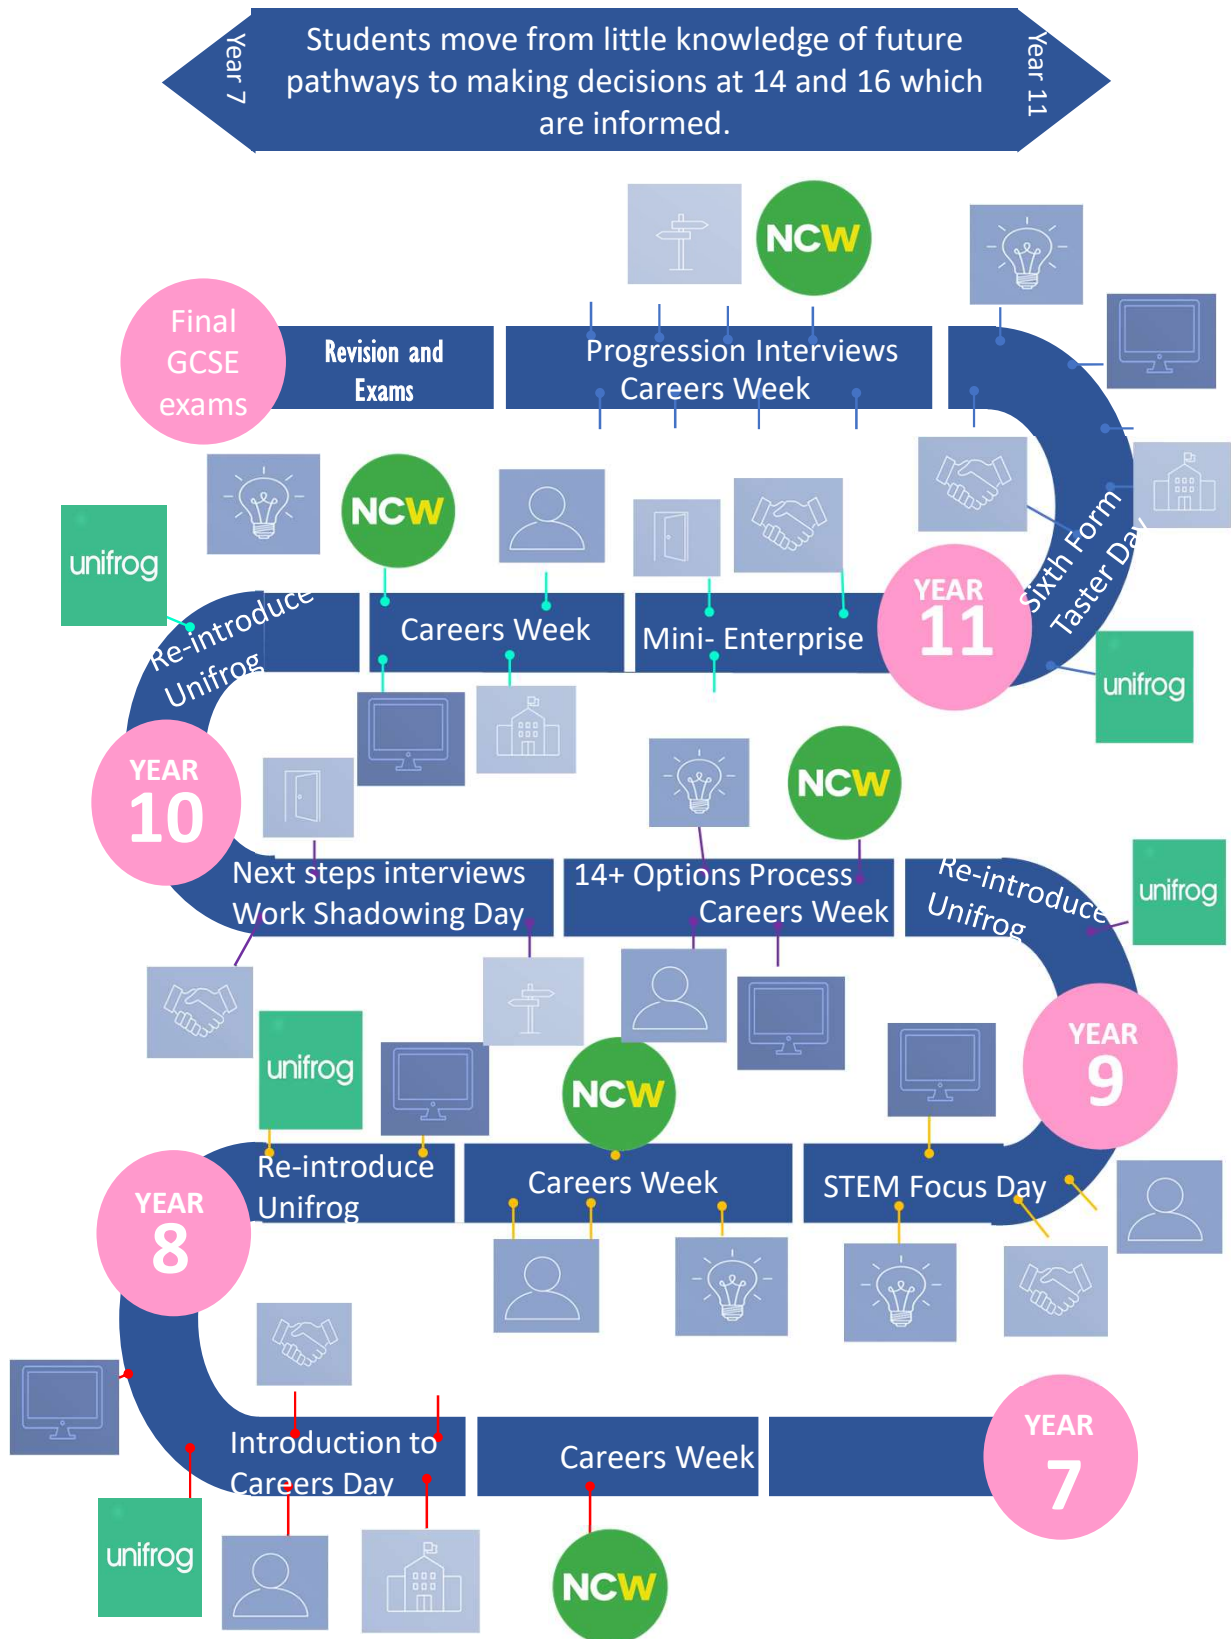 Year 7
Students move from little knowledge of future
pathways to making decisions at 14 and 16 which
are informed.
Year 11
NCW
Final
GCSE
exams
Revision and
Exams
Progression Interviews
Careers Week
Sixth Form
Taster Day
unifrog
YEAR
11
Mini- Enterprise
Careers Week
NCW
Re-introduce
Unifrog
unifrog
YEAR
10
Next steps interviews
Work Shadowing Day
14+ Options Process
Careers Week
NCW
Re-introduce
Unifrog
unifrog
YEAR
9
STEM Focus Day
Careers Week
NCW
Re-introduce
Unifrog
unifrog
YEAR
8
Introduction to
Careers Day
unifrog
Careers Week
NCW
YEAR
7